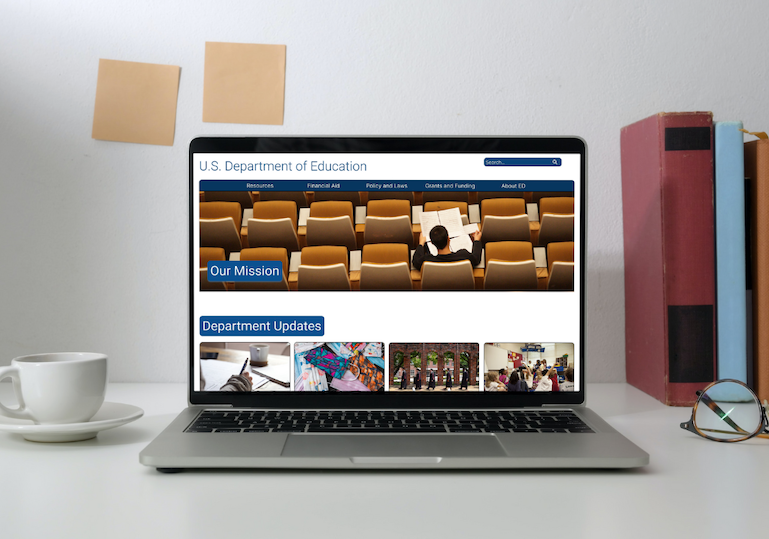 U.S. Department of Education
Search...
Resources Financial Aid Policy and Laws Grants and Funding About ED
Our Mission
Department Updates